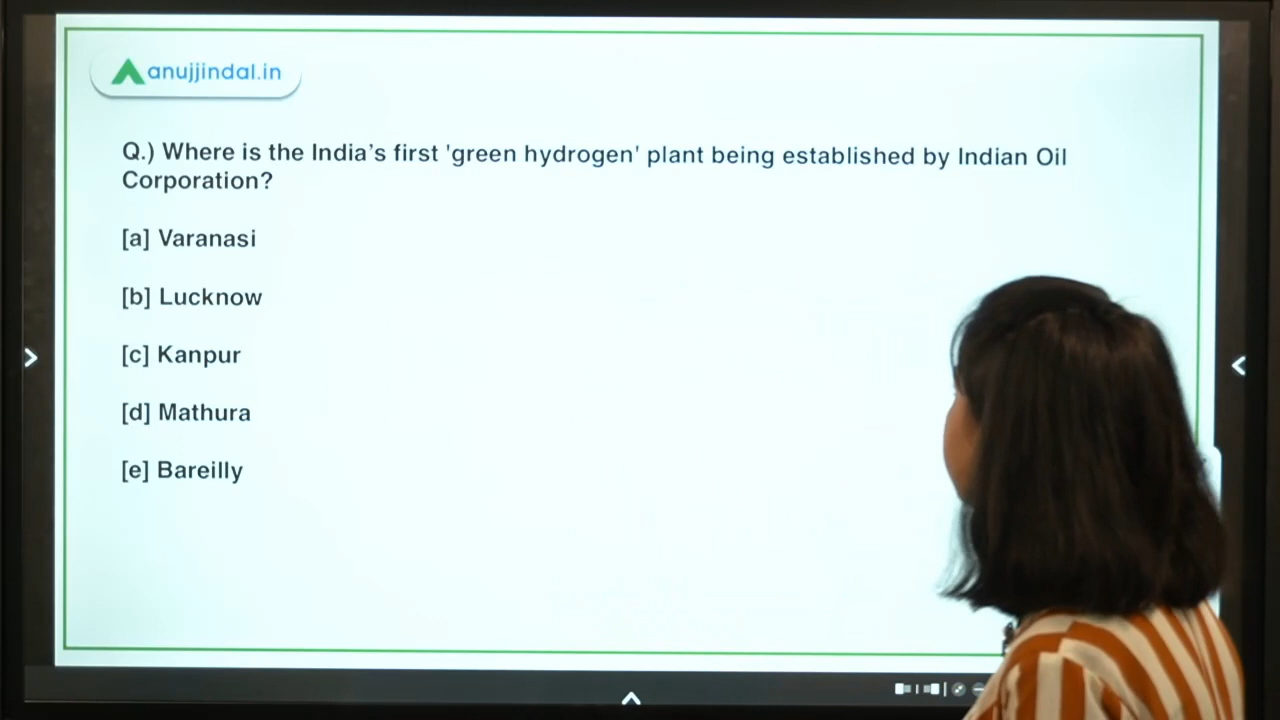 anujjindal.in
Q.) Where is the India’s first 'green hydrogen' plant being established by Indian Oil
Corporation?
[a] Varanasi
[b] Lucknow
[c] Kanpur
[d] Mathura
[e] Bareilly